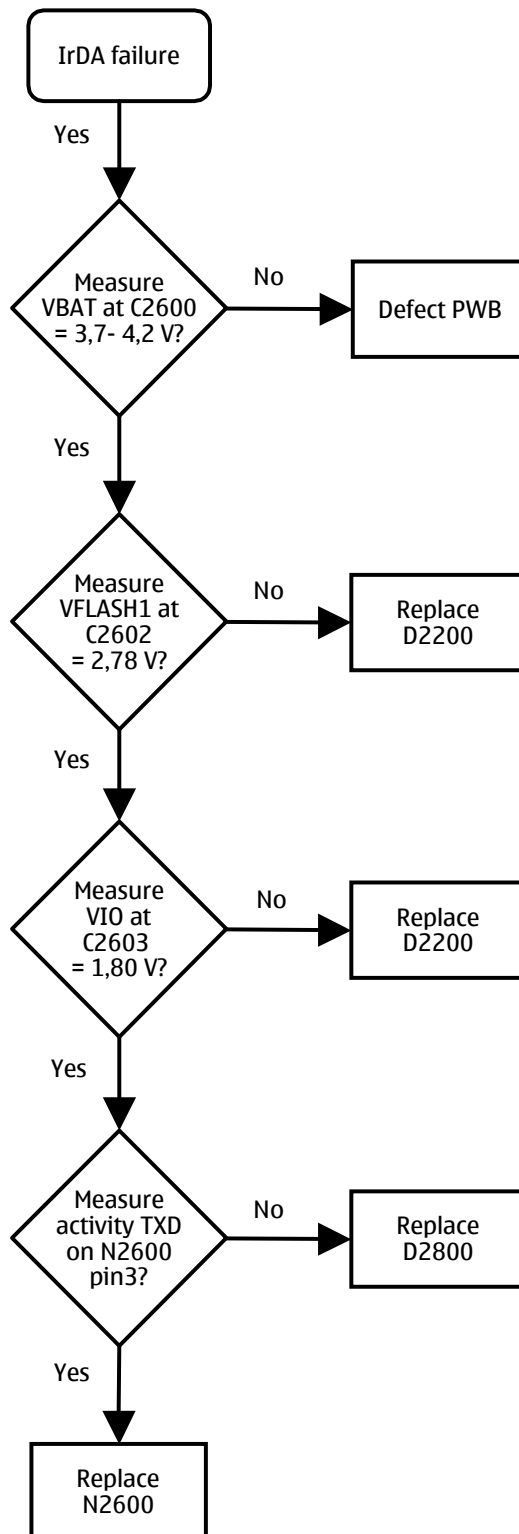 IrDA failure
Yes
Measure
VBAT at C2600
= 3,7- 4,2 V?
No
Defect PWB
Yes
Measure
VFLASH1 at
C2602
= 2,78 V?
No
Replace
D2200
Yes
Measure
VIO at
C2603
= 1,80 V?
No
Replace
D2200
Yes
Measure
activity TXD
on N2600
pin3?
No
Replace
D2800
Yes
Replace
N2600